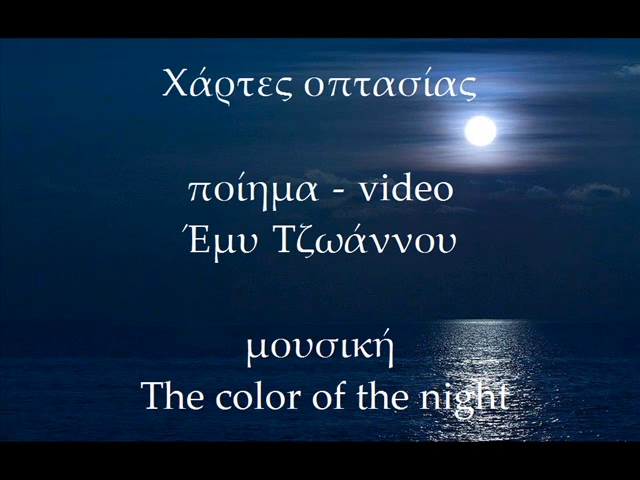 Χάρτες οπτασίας
ποίημα - video
Έμυ Τζωάννου
μουσική
The color of the night